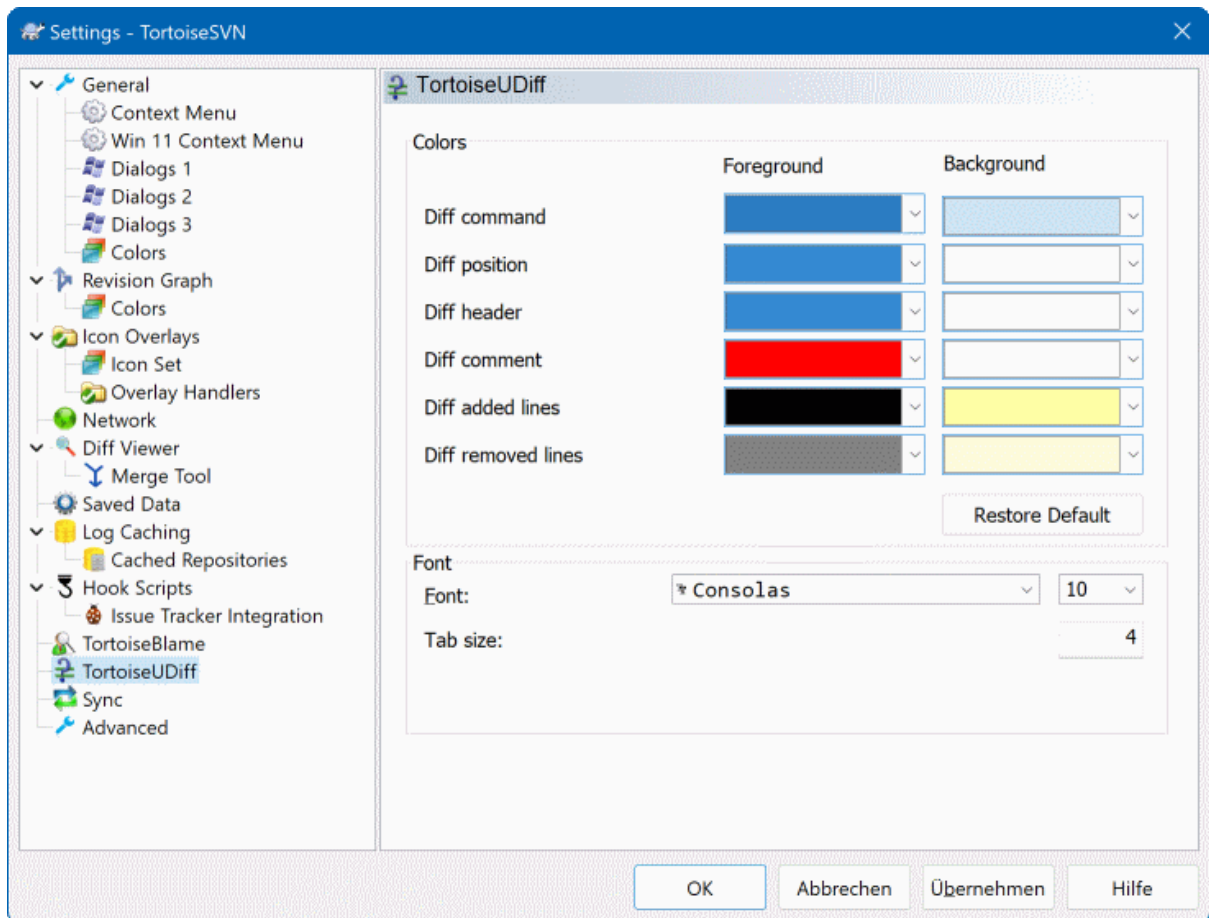 Settings - TortoiseSVN
General
Context Menu
Win 11 Context Menu
Dialogs 1
Dialogs 2
Dialogs 3
Colors
Revision Graph
Colors
Icon Overlays
Icon Set
Overlay Handlers
Network
Diff Viewer
Merge Tool
Saved Data
Log Caching
Cached Repositories
Hook Scripts
Issue Tracker Integration
TortoiseBlame
TortoiseUDiff
Sync
Advanced
TortoiseUDiff
Colors
Foreground Background
Diff command
Diff position
Diff header
Diff comment
Diff added lines
Diff removed lines
Restore Default
Font
Font: Consolas 10
Tab size: 4
OK Abbrechen Übernehmen Hilfe